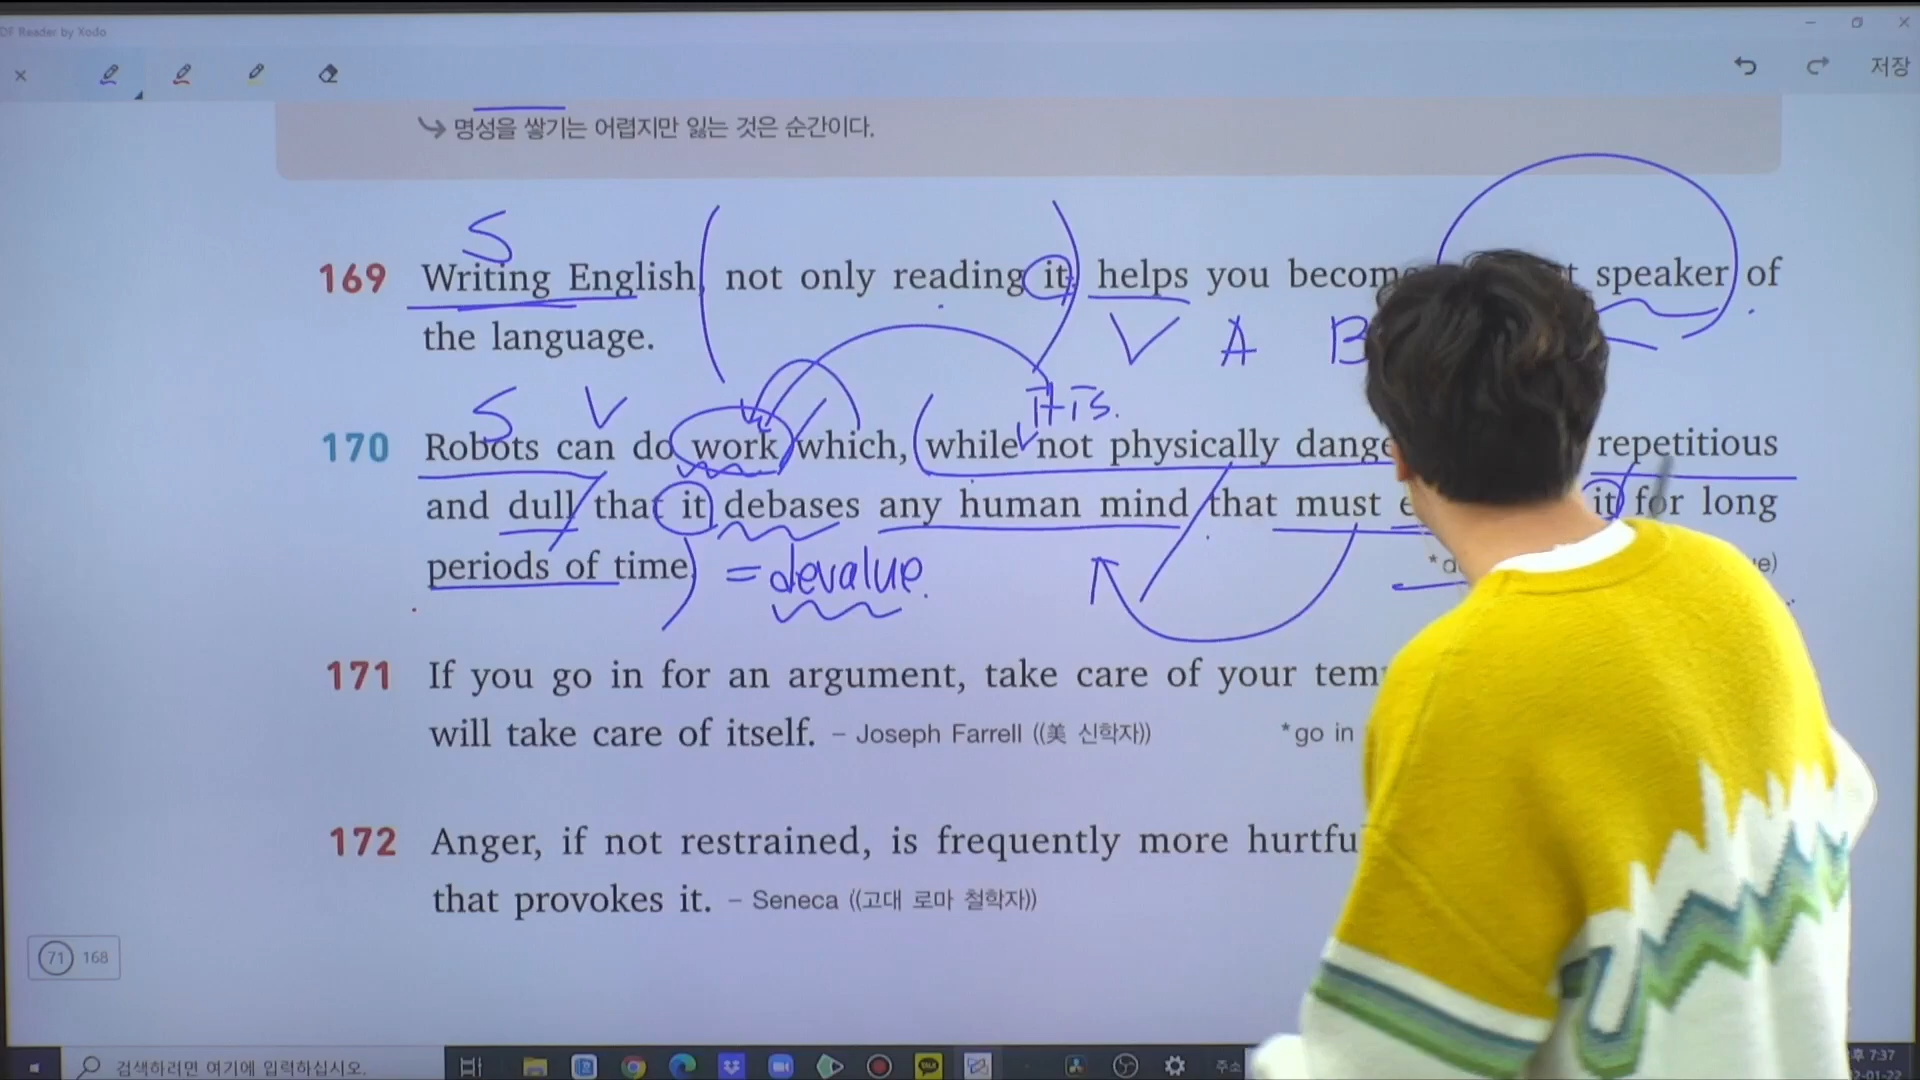 DF Reader by Xodo
저장
명성을 쌓기는 어렵지만 잃는 것은 순간이다.
S
169 Writing English, not only reading it, helps you become speaker of
the language.
V A B
S V it is.
170 Robots can do work which, while not physically repetitious
and dull that it debases any human mind that must it for long
periods of time. = devalue.
171 If you go in for an argument, take care of your
will take care of itself. – Joseph Farrell ((美 신학자)) *go in
172 Anger, if not restrained, is frequently more
that provokes it. – Seneca ((고대 로마 철학자))
71 168
검색하려면 여기에 입력하십시오.
주소
7:37